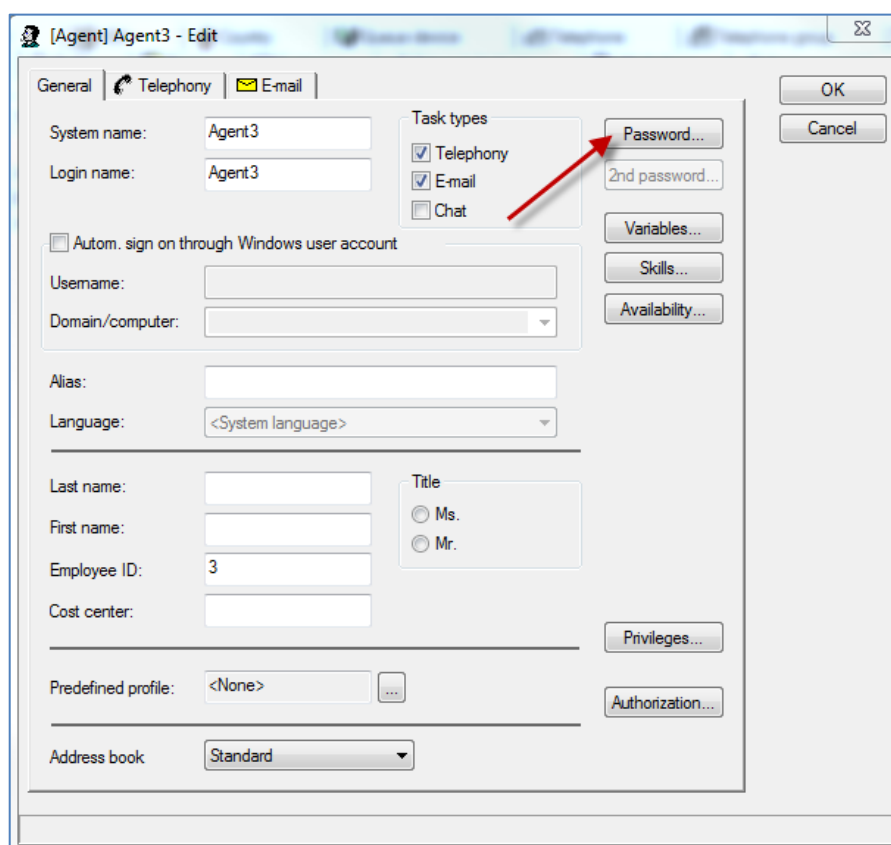 [Agent] Agent3 - Edit
General Telephony E-mail
OK
Cancel
System name: Agent3
Login name: Agent3
Task types
Telephony
E-mail
Chat
Password...
2nd password...
Variables...
Skills...
Availability...
Autom. sign on through Windows user account
Username:
Domain/computer:
Alias:
Language: <System language>
Last name:
First name:
Employee ID: 3
Cost center:
Title
Ms.
Mr.
Privileges...
Predefined profile: <None> ...
Authorization...
Address book Standard